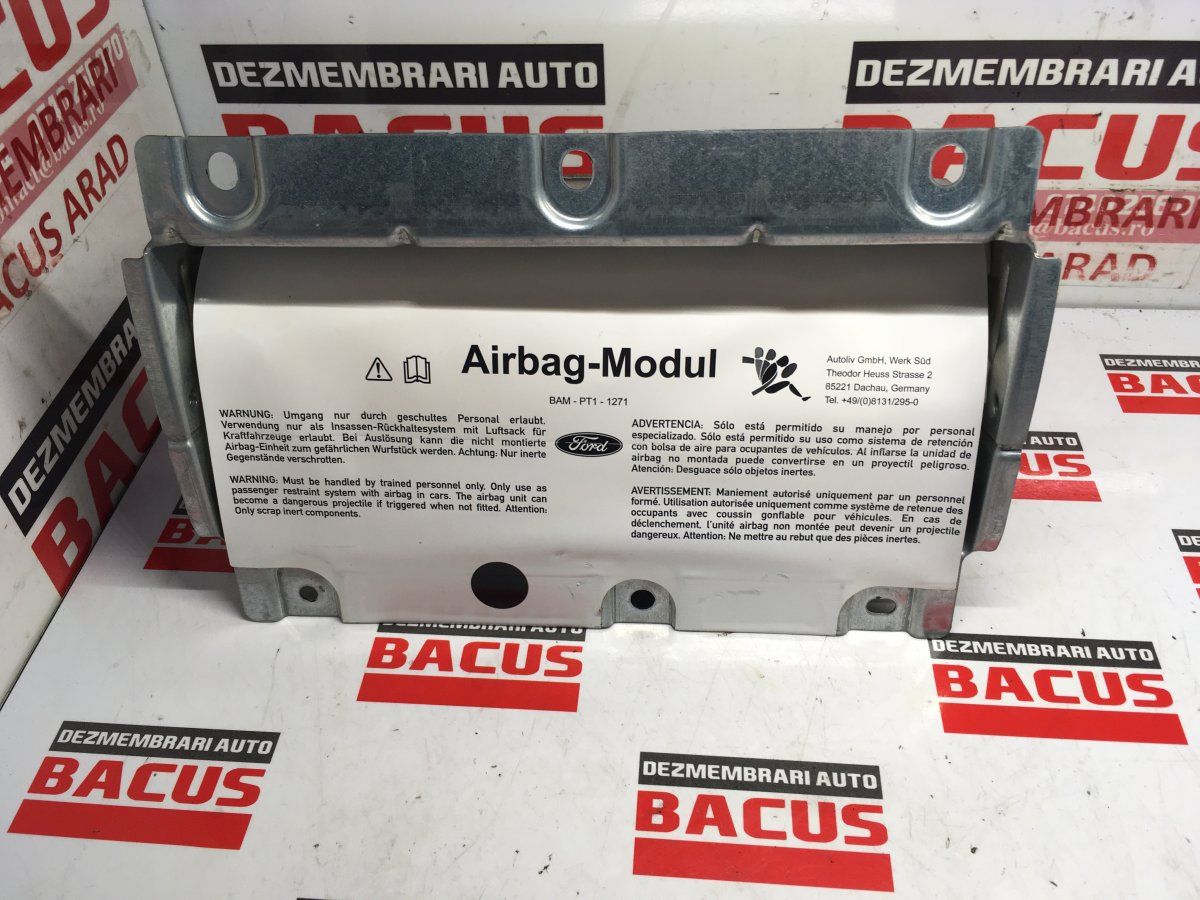 DEZMEMBRARI AUTO
BACUS
DEZMEMBRARI AUTO
BACUS
MEMBRARI
@bacus.ro
BACUS ARAD
MBRARI
@bacus.ro
ARAD
Airbag-Modul
BAM - PT1 - 1271
Autoliv GmbH, Werk Süd
Theodor Heuss Strasse 2
85221 Dachau, Germany
Tel. +49/(0)8131/295-0
WARNUNG: Umgang nur durch geschultes Personal erlaubt.
Verwendung nur als Insassen-Rückhaltesystem mit Luftsack für
Kraftfahrzeuge erlaubt. Bei Auslösung kann die nicht montierte
Airbag-Einheit zum gefährlichen Wurfstück werden. Achtung: Nur inerte
Gegenstände verschrotten.
WARNING: Must be handled by trained personnel only. Only use as
passenger restraint system with airbag in cars. The airbag unit can
become a dangerous projectile if triggered when not fitted. Attention:
Only scrap inert components.
Ford
ADVERTENCIA: Sólo está permitido su manejo por personal
especializado. Sólo está permitido su uso como sistema de retención
con bolsa de aire para ocupantes de vehículos. Al inflarse la unidad de
airbag no montada puede convertirse en un proyectil peligroso.
Atención: Desguace sólo objetos inertes.
AVERTISSEMENT: Maniement autorisé uniquement par un personnel
formé. Utilisation autorisée uniquement comme système de retenue des
occupants avec coussin gonflable pour véhicules. En cas de
déclenchement, l'unité airbag non montée peut devenir un projectile
dangereux. Attention: Ne mettre au rebut que des pièces inertes.
DEZMEMBRARI
BACUS
DEZMEMBRARI AUTO
BACUS
DEZMEMBRARI AUTO
BACUS
DEZMEMBRARI AUTO
BACUS
DEZMEMBRARI AUTO
BACUS